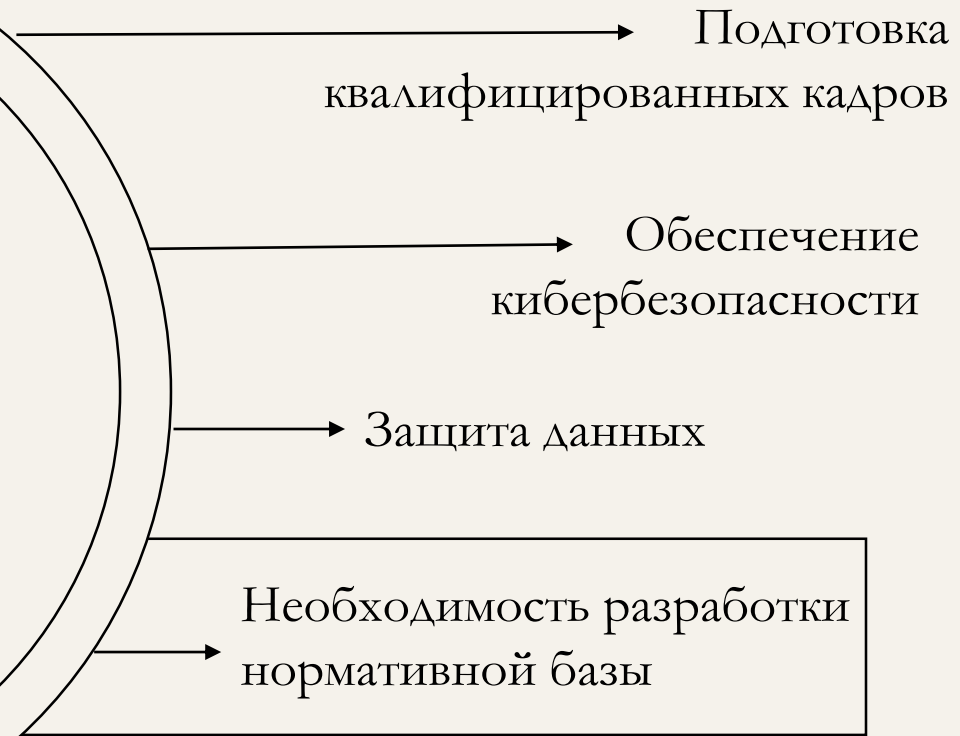 Подготовка
квалифицированных кадров
Обеспечение
кибербезопасности
Защита данных
Необходимость разработки
нормативной базы